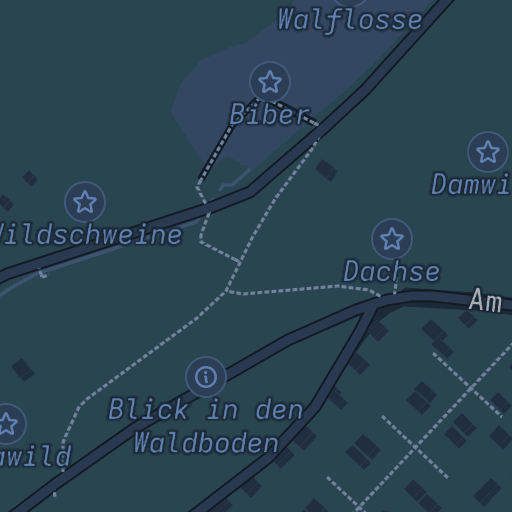 Walflosse
Biber
Wildschweine
Dachse
Am
Blick in den
Waldboden